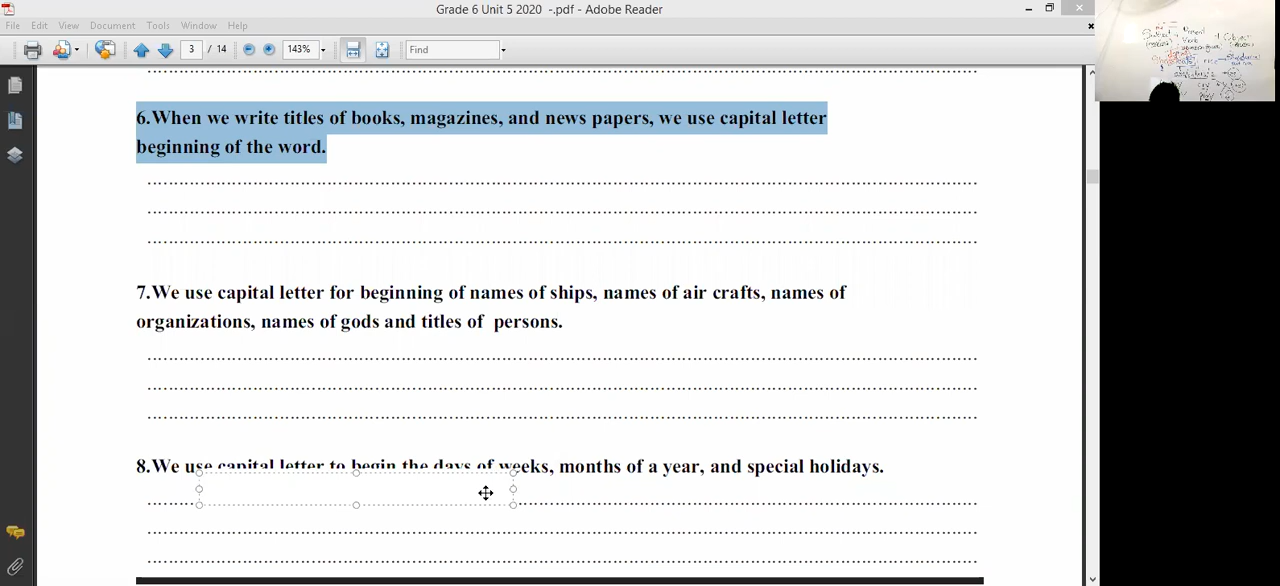 Grade 6 Unit 5 2020 -.pdf - Adobe Reader
File Edit View Document Tools Window Help
3 / 14 143% Find
6.When we write titles of books, magazines, and news papers, we use capital letter
beginning of the word.
7.We use capital letter for beginning of names of ships, names of air crafts, names of
organizations, names of gods and titles of persons.
8.We use capital letter to begin the days of weeks, months of a year, and special holidays.